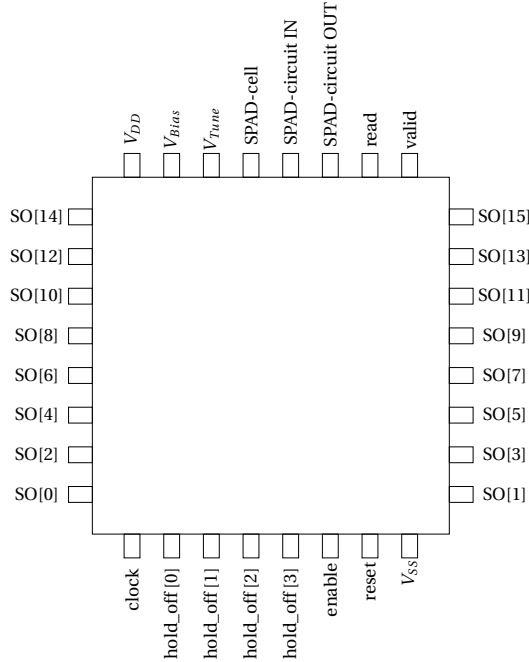 V_DD
V_Bias
V_Tune
SPAD-cell
SPAD-circuit IN
SPAD-circuit OUT
read
valid
SO[14]
SO[15]
SO[12]
SO[13]
SO[10]
SO[11]
SO[8]
SO[9]
SO[6]
SO[7]
SO[4]
SO[5]
SO[2]
SO[3]
SO[0]
SO[1]
clock
hold_off [0]
hold_off [1]
hold_off [2]
hold_off [3]
enable
reset
V_SS